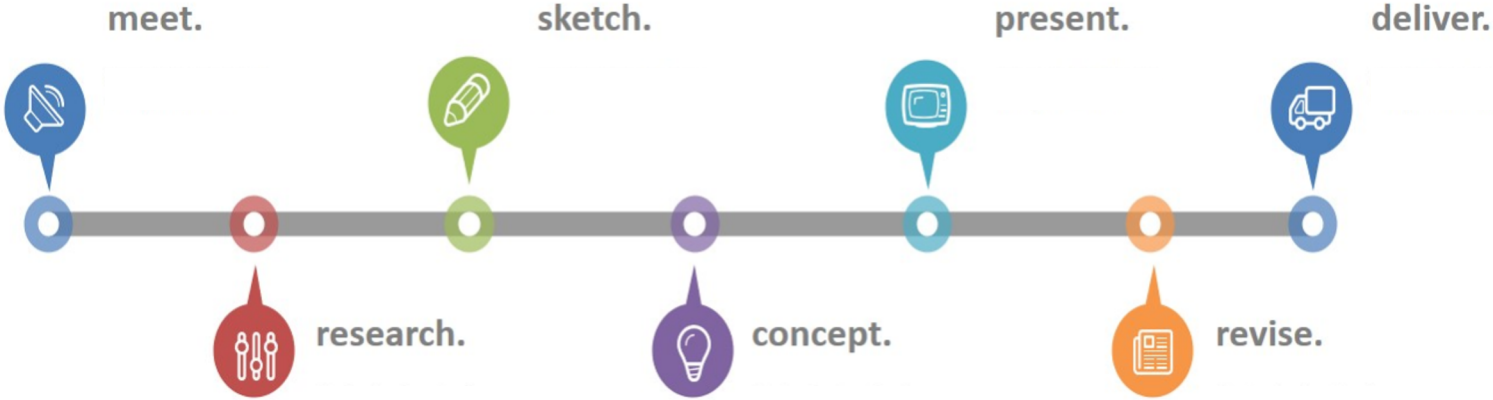 meet.
sketch.
present.
deliver.
research.
concept.
revise.